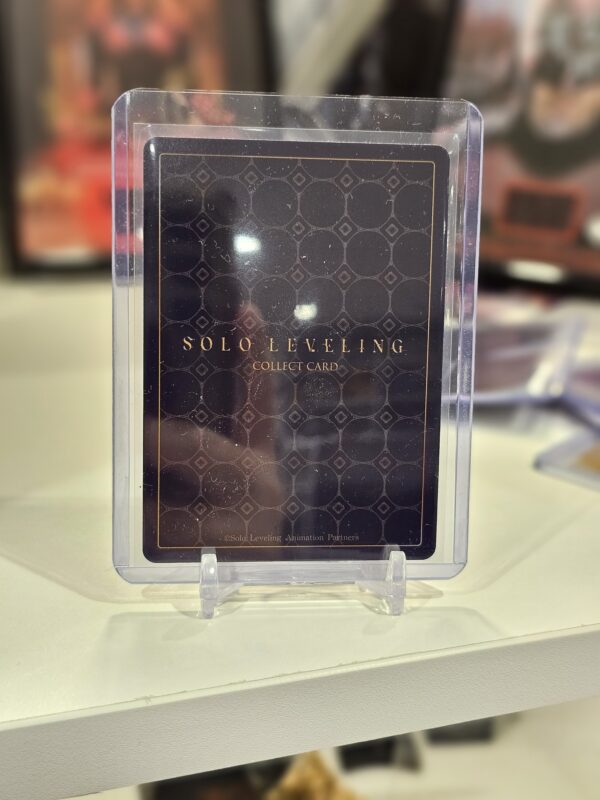 SOLO LEVELING
COLLECT CARD
©Solo Leveling Animation Partners